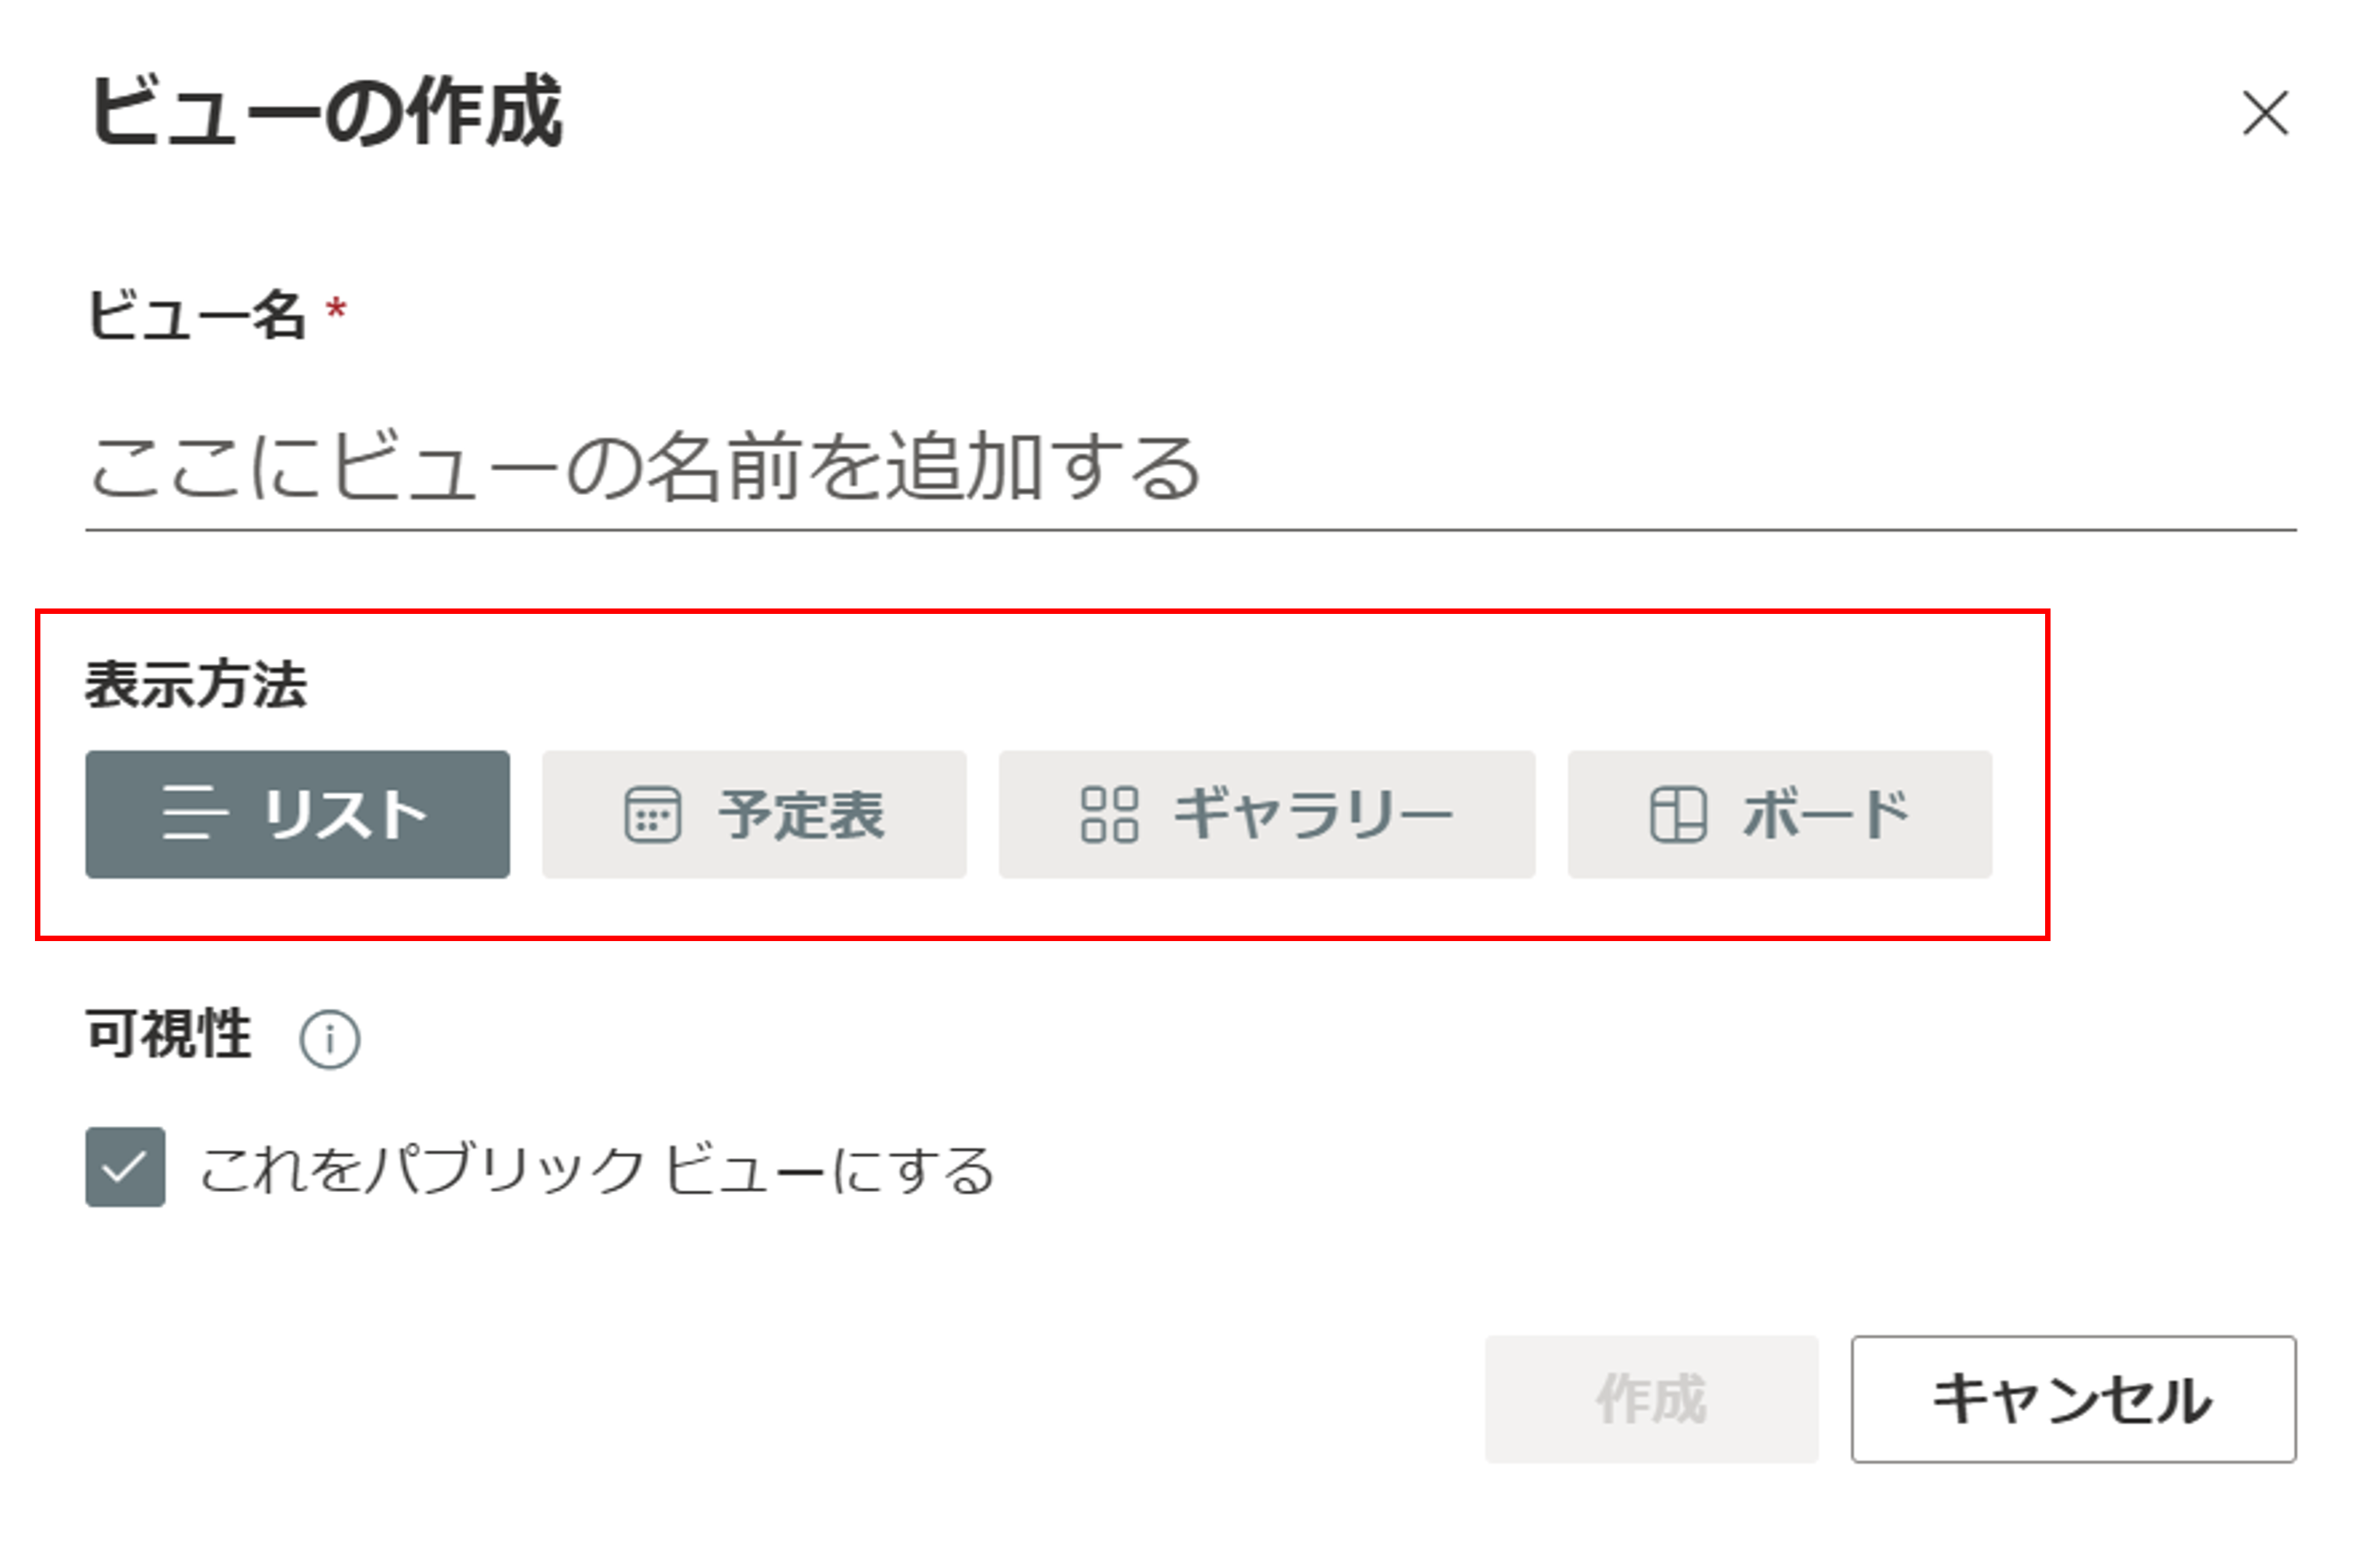 ビューの作成
ビュー名 *
ここにビューの名前を追加する
表示方法
リスト 予定表 ギャラリー ボード
可視性
これをパブリック ビューにする
作成 キャンセル